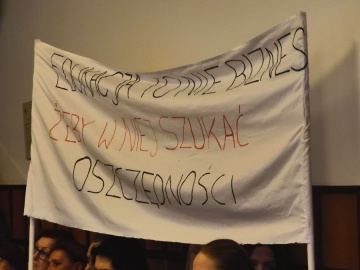 EDUKACJA TO NIE BIZNES
ŻEBY W NIEJ SZUKAĆ
OSZCZĘDNOŚCI